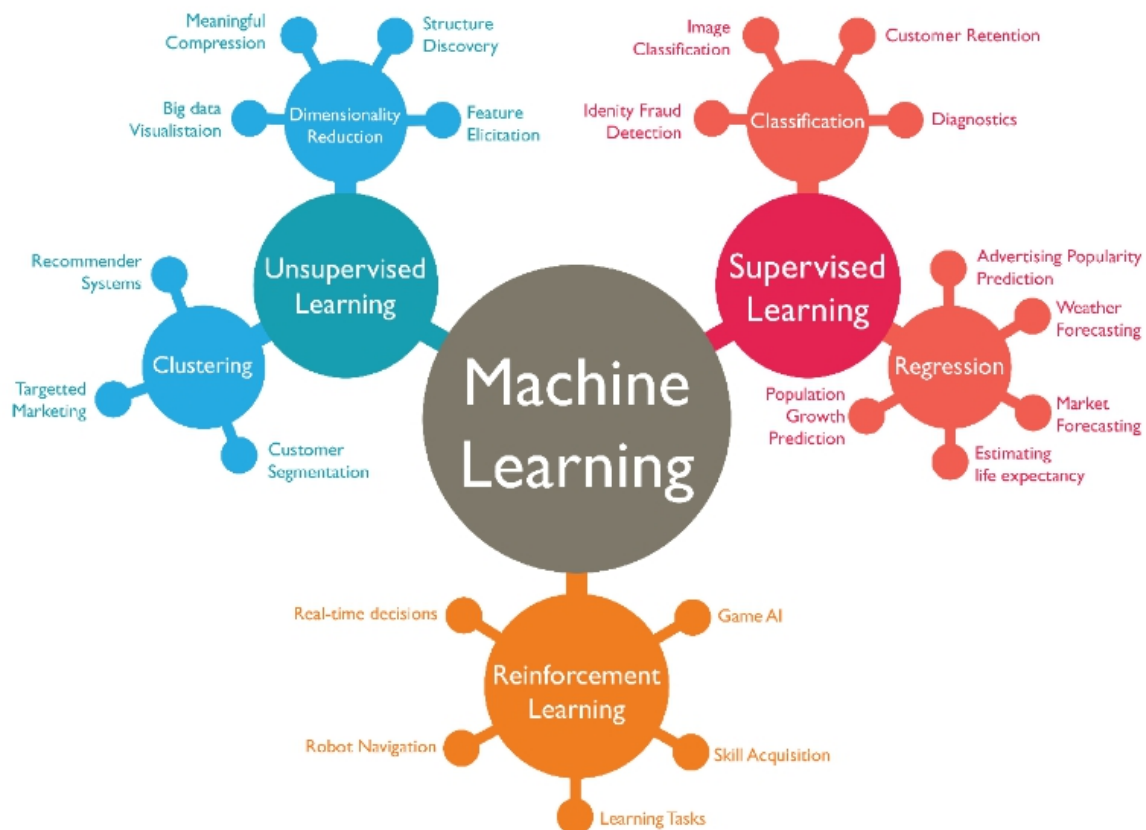 Meaningful
Compression
Structure
Discovery
Big data
Visualistaion
Dimensionality
Reduction
Feature
Elicitation
Image
Classification
Customer Retention
Idenity Fraud
Detection
Classification
Diagnostics
Recommender
Systems
Unsupervised
Learning
Supervised
Learning
Advertising Popularity
Prediction
Weather
Forecasting
Clustering
Targetted
Marketing
Customer
Segmentation
Machine
Learning
Regression
Population
Growth
Prediction
Market
Forecasting
Estimating
life expectancy
Real-time decisions
Game AI
Reinforcement
Learning
Robot Navigation
Skill Acquisition
Learning Tasks